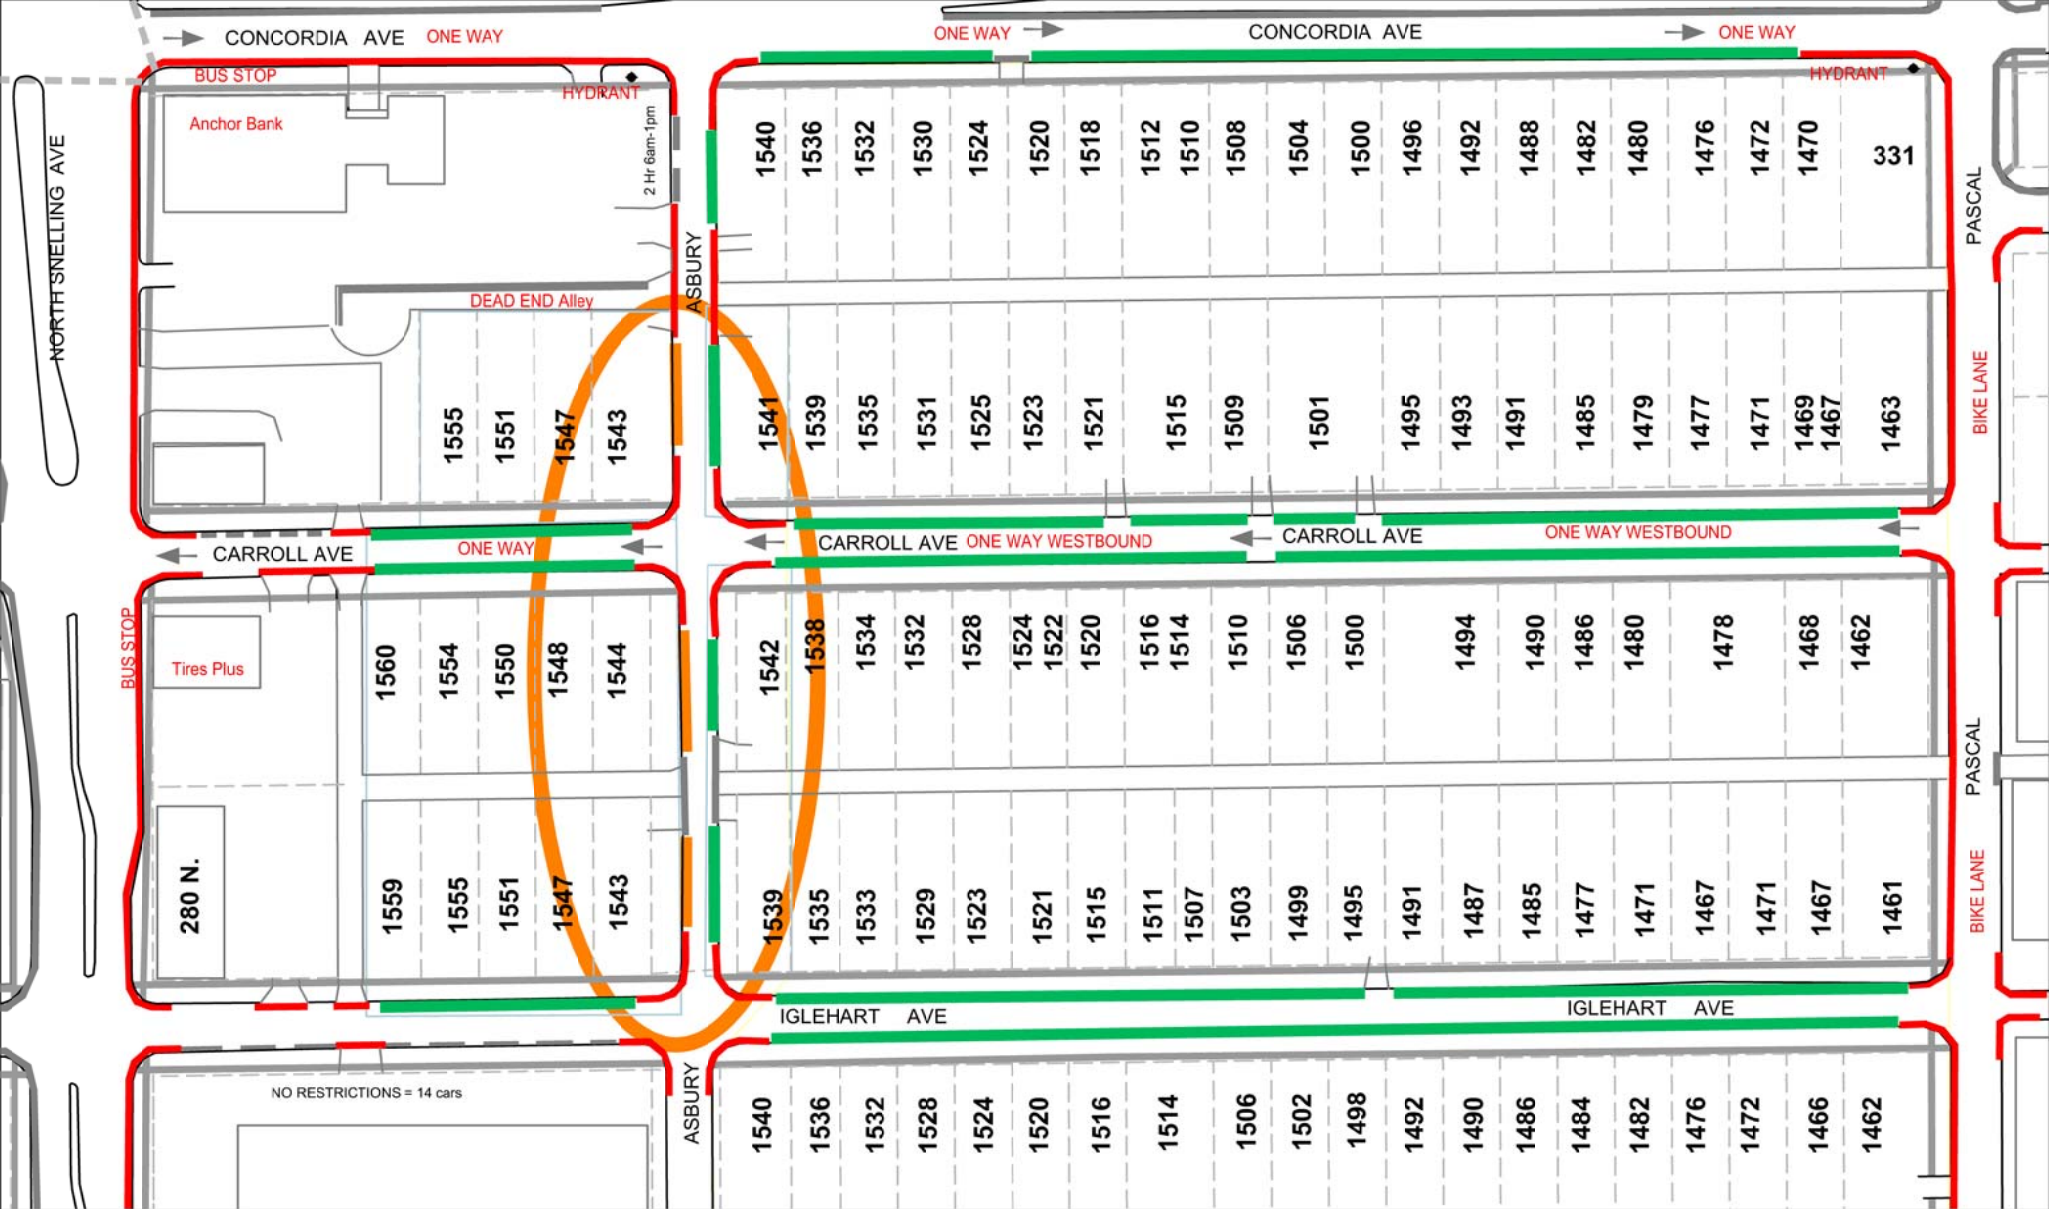 CONCORDIA AVE ONE WAY
ONE WAY CONCORDIA AVE ONE WAY
BUS STOP
HYDRANT
HYDRANT
Anchor Bank
2 Hr 6am-1pm
NORTH SNELLING AVE
1540 1536 1532 1530 1524 1520 1518 1512 1510 1508 1504 1500 1496 1492 1488 1482 1480 1476 1472 1470 331
PASCAL
ASBURY
DEAD END Alley
BIKE LANE
1555 1551 1547 1543
1541 1539 1535 1531 1525 1523 1521 1515 1509 1501 1495 1493 1491 1485 1479 1477 1471 1469 1467 1463
CARROLL AVE ONE WAY
CARROLL AVE ONE WAY WESTBOUND CARROLL AVE ONE WAY WESTBOUND
BUS STOP
Tires Plus
1560 1554 1550 1548 1544
1542 1538 1534 1532 1528 1524 1522 1520 1516 1514 1510 1506 1500 1494 1490 1486 1480 1478 1468 1462
PASCAL
BIKE LANE
280 N.
1559 1555 1551 1547 1543
1539 1535 1533 1529 1523 1521 1515 1511 1507 1503 1499 1495 1491 1487 1485 1477 1471 1467 1471 1467 1461
IGLEHART AVE
IGLEHART AVE
NO RESTRICTIONS = 14 cars
ASBURY
1540 1536 1532 1528 1524 1520 1516 1514 1506 1502 1498 1492 1490 1486 1484 1482 1476 1472 1466 1462